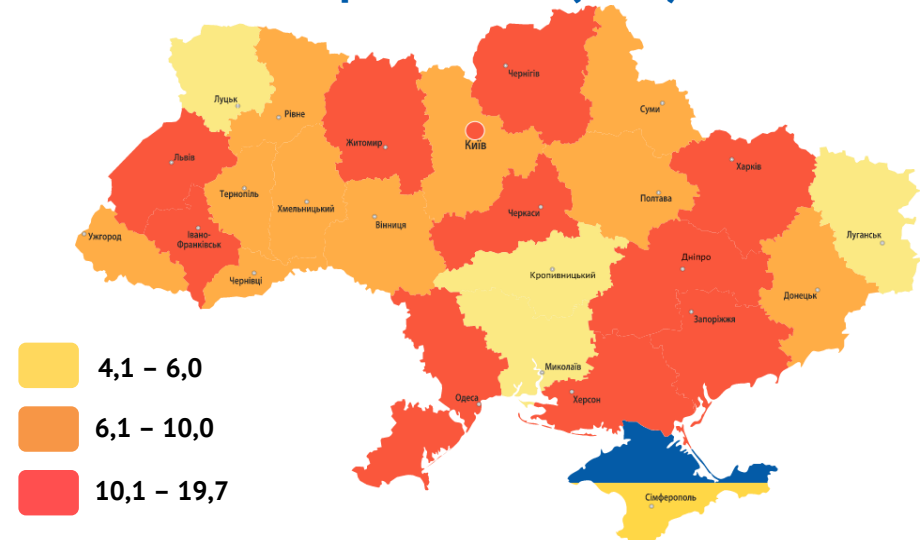 Чернігів
Луцьк
Рівне
Суми
Житомир
Київ
Львів
Харків
Тернопіль
Хмельницький
Полтава
Черкаси
Вінниця
Ужгород
Івано-
Франківськ
Луганськ
Дніпро
Чернівці
Кропивницький
Донецьк
Запоріжжя
Миколаїв
Одеса
Херсон
Сімферополь
4,1 – 6,0
6,1 – 10,0
10,1 – 19,7